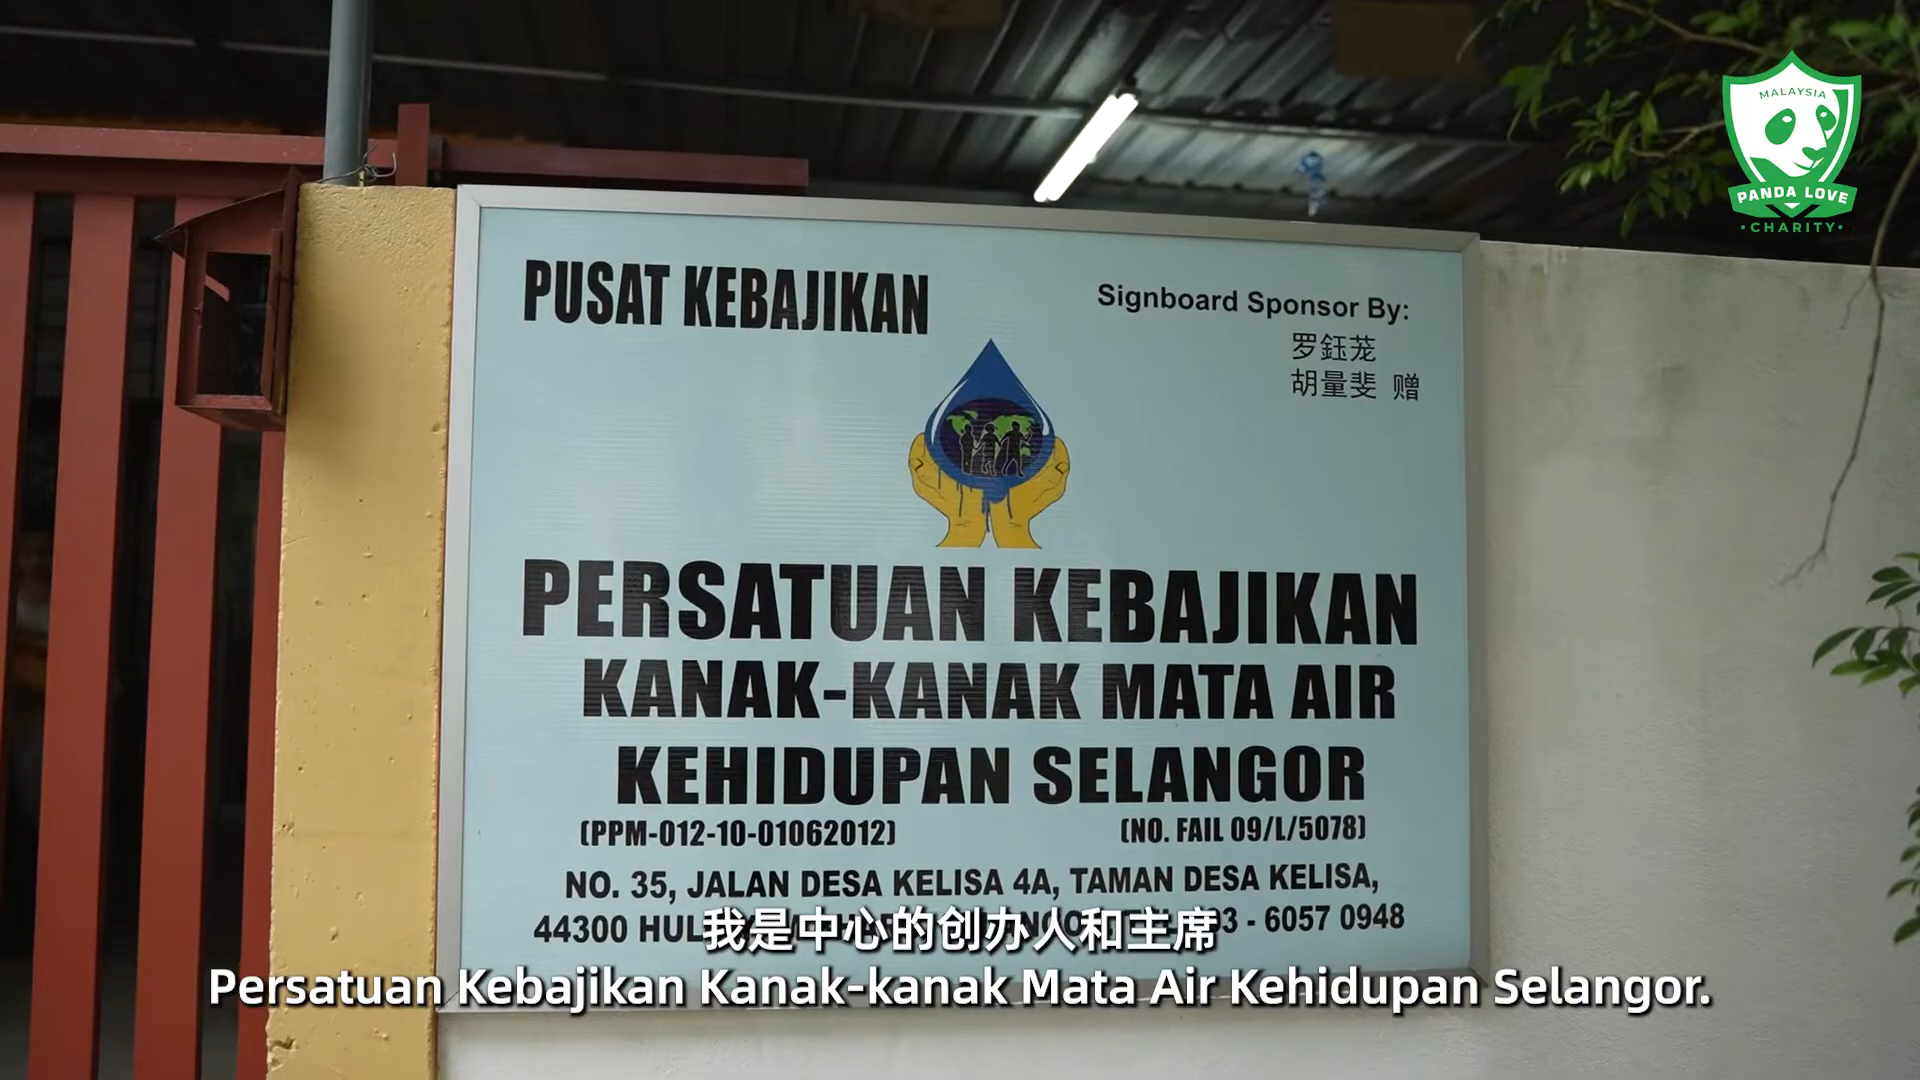 MALAYSIA
PANDA LOVE
•CHARITY•
PUSAT KEBAJIKAN
Signboard Sponsor By:
罗鈺茏
胡量斐 赠
PERSATUAN KEBAJIKAN
KANAK-KANAK MATA AIR
KEHIDUPAN SELANGOR
(PPM-012-10-01062012) (NO. FAIL 09/L/5078)
NO. 35, JALAN DESA KELISA 4A, TAMAN DESA KELISA,
44300 - 6057 0948
我是中心的创办人和主席
Persatuan Kebajikan Kanak-kanak Mata Air Kehidupan Selangor.